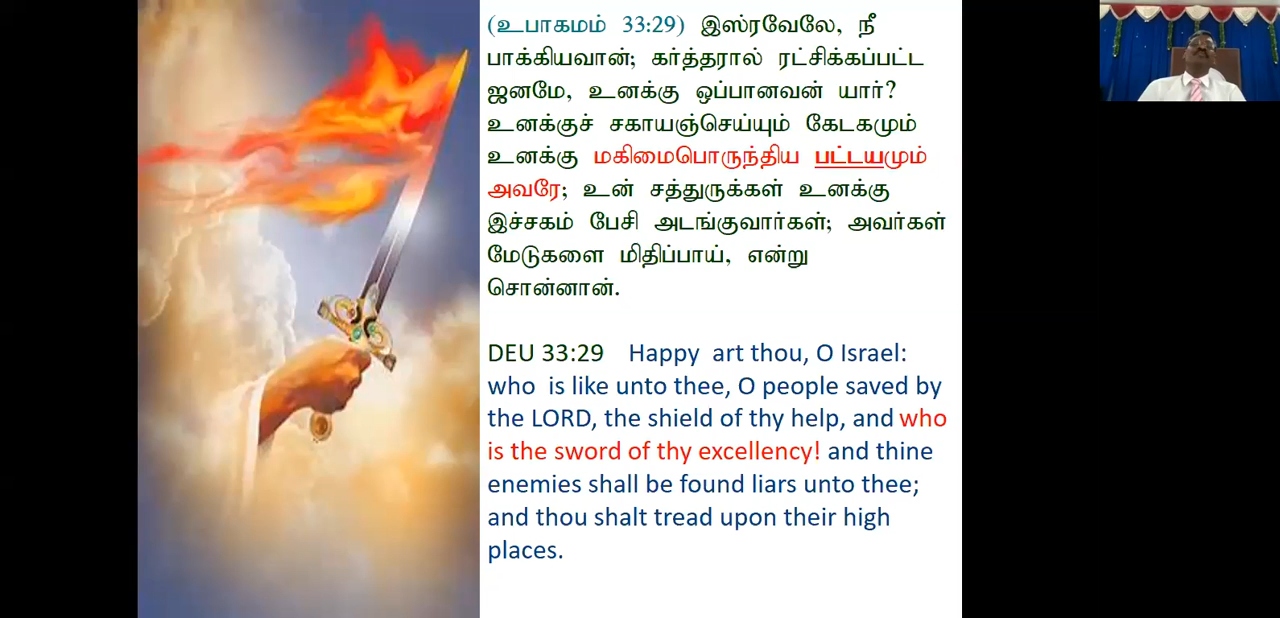 (உபாகமம் 33:29) இஸ்ரவேலே, நீ
பாக்கியவான்; கர்த்தரால் ரட்சிக்கப்பட்ட
ஜனமே, உனக்கு ஒப்பானவன் யார்?
உனக்குச் சகாயஞ்செய்யும் கேடகமும்
உனக்கு மகிமைபொருந்திய பட்டயமும்
அவரே; உன் சத்துருக்கள் உனக்கு
இச்சகம் பேசி அடங்குவார்கள்; அவர்கள்
மேடுகளை மிதிப்பாய், என்று
சொன்னான்.
DEU 33:29 Happy art thou, O Israel:
who is like unto thee, O people saved by
the LORD, the shield of thy help, and who
is the sword of thy excellency! and thine
enemies shall be found liars unto thee;
and thou shalt tread upon their high
places.